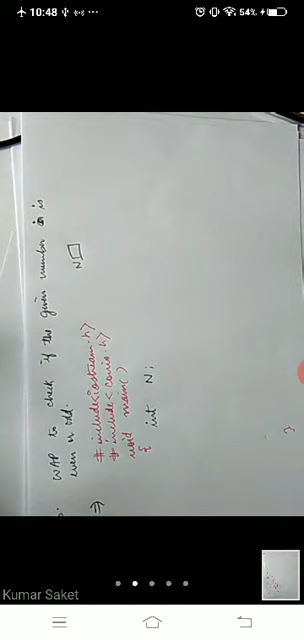 10:48
54%
WAP to check if the given number is is
even or odd.
N
⇒ #include<iostream.h>
#include<conio.h>
void main()
{
int N;
}
Kumar Saket